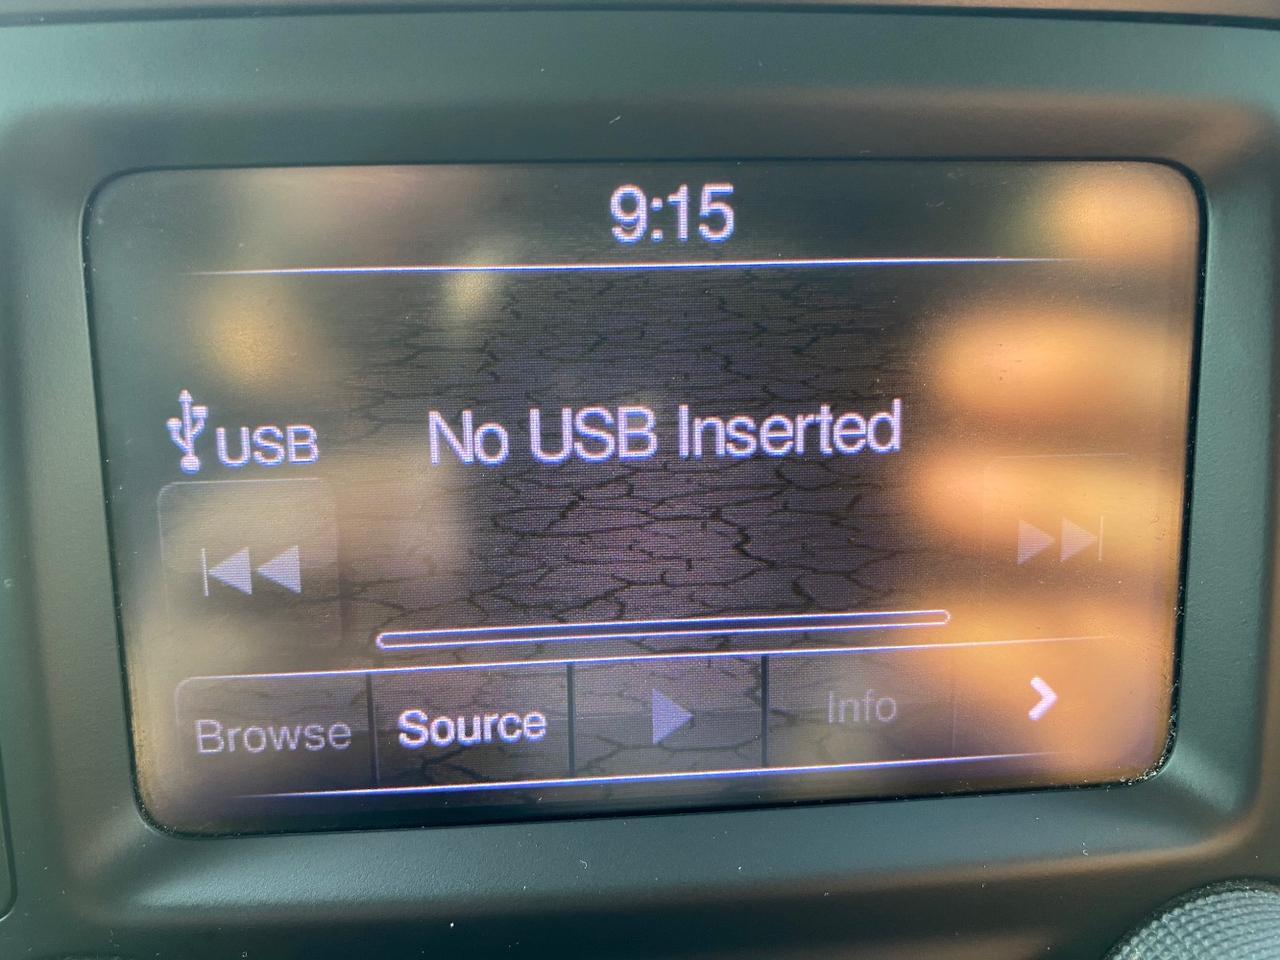 9:15
USB
No USB Inserted
Browse
Source
Info